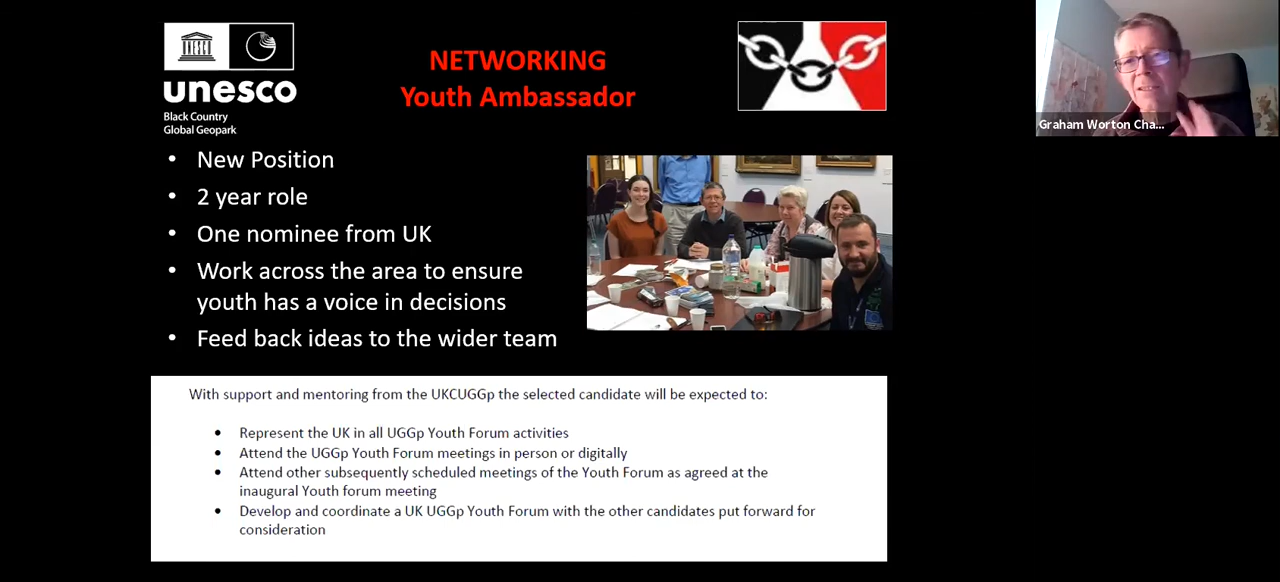 unesco
Black Country
Global Geopark
NETWORKING
Youth Ambassador
Graham Worton Cha...
• New Position
• 2 year role
• One nominee from UK
• Work across the area to ensure
youth has a voice in decisions
• Feed back ideas to the wider team
With support and mentoring from the UKCUGGp the selected candidate will be expected to:
• Represent the UK in all UGGp Youth Forum activities
• Attend the UGGp Youth Forum meetings in person or digitally
• Attend other subsequently scheduled meetings of the Youth Forum as agreed at the
inaugural Youth forum meeting
• Develop and coordinate a UK UGGp Youth Forum with the other candidates put forward for
consideration